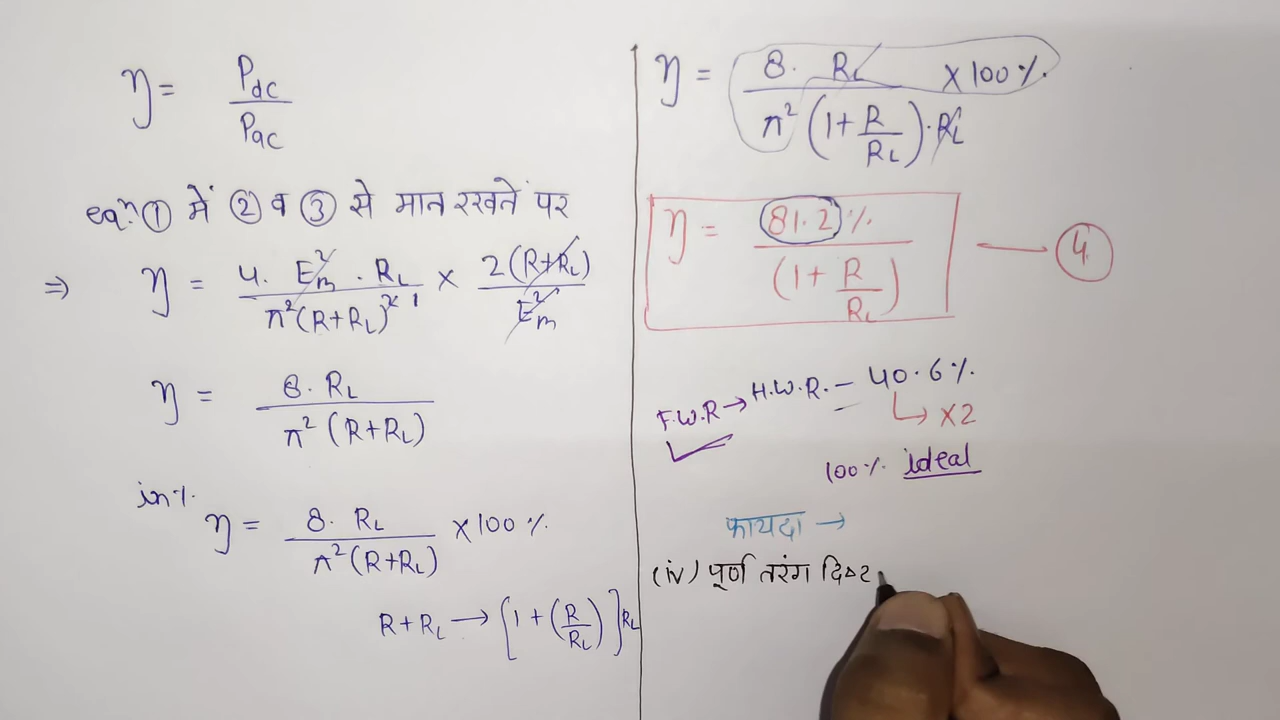 η = Pdc / Pac
eqⁿ ① में ② व ③ से मान रखने पर
⇒ η = 4. Em² . RL / π²(R+RL)² ¹ × 2(R+RL) / Em²
η = 8. RL / π² (R+RL)
in %
η = 8. RL / π²(R+RL) × 100 %
R+RL → [1 + (R/RL)] RL
η = 8. RL / π² (1 + R/RL) . RL × 100 %
η = 81.2 % / (1 + R/RL) — ④
F.W.R → H.W.R. – 40.6 %
↳ ×2
100 % ideal
फायदा →
(iv) पूर्ण तरंग